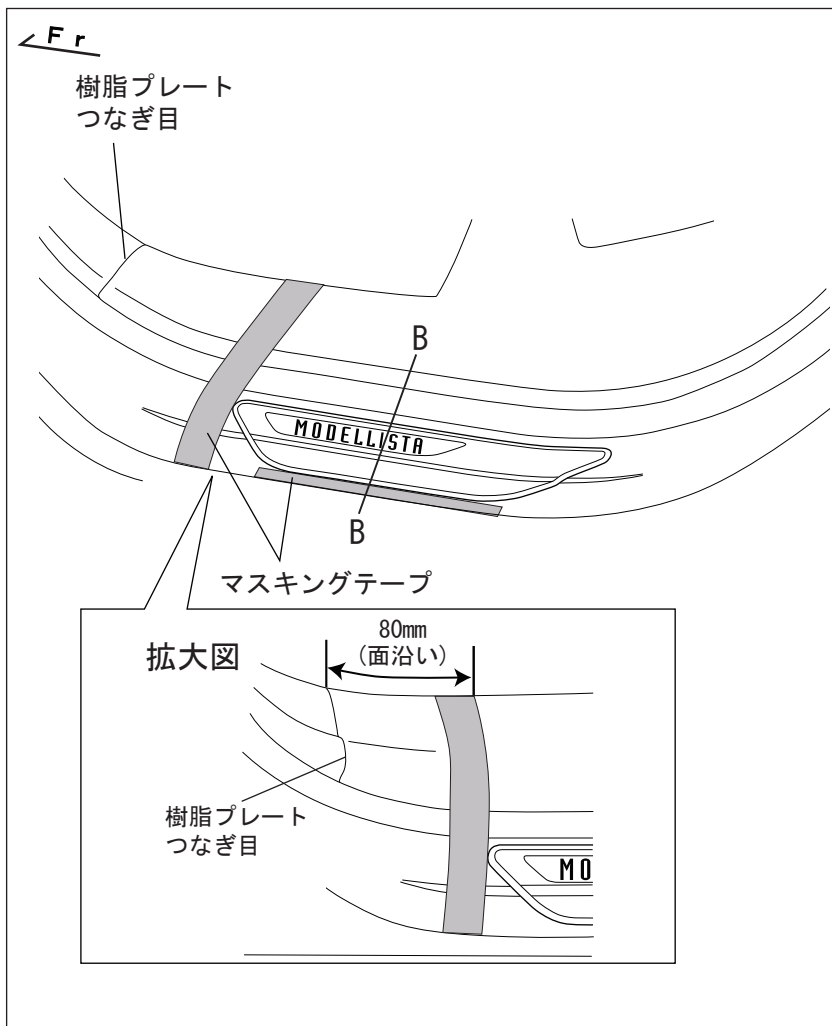 Fr
樹脂プレート
つなぎ目
B
MODELLISTA
B
マスキングテープ
拡大図
80mm
(面沿い)
樹脂プレート
つなぎ目
MO